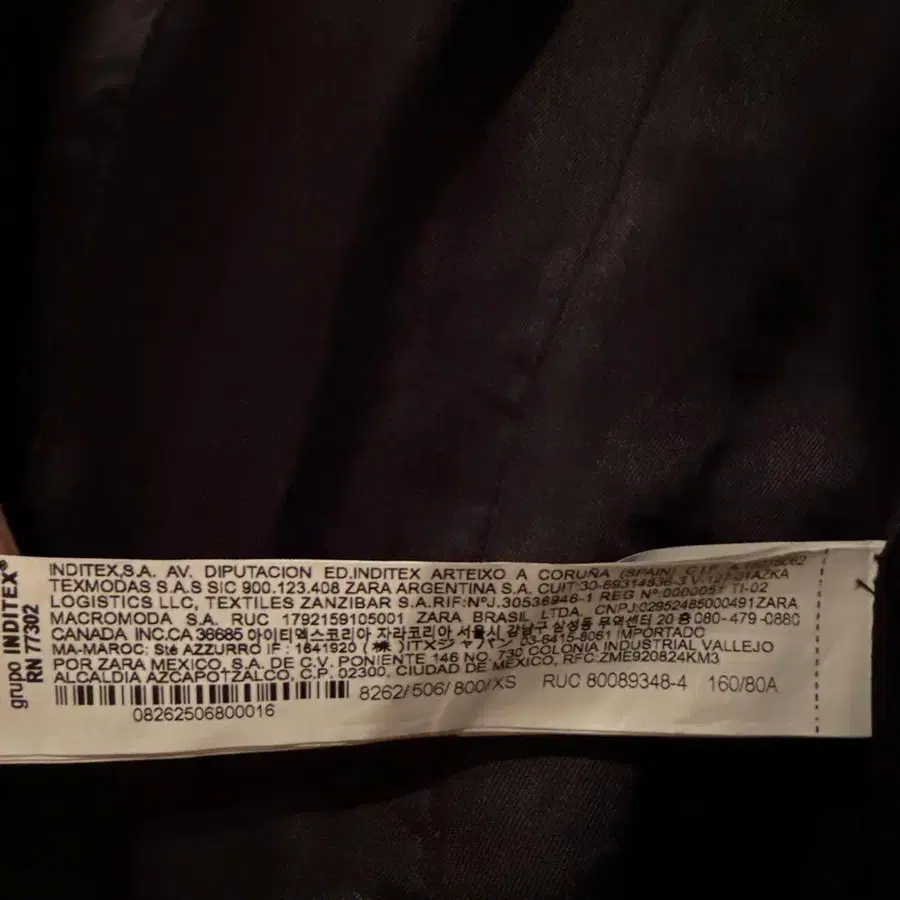 grupo INDITEX®
RN 77302
INDITEX,S.A. AV. DIPUTACION ED.INDITEX ARTEIXO A CORUÑA (SPAIN) C.I.F.
TEXMODAS S.A.S SIC 900.123.408 ZARA ARGENTINA S.A. CUIT:30-69314536-3
LOGISTICS LLC, TEXTILES ZANZIBAR S.A.RIF:NºJ.30536946-1 REG Nº:0000051 TI-02
MACROMODA S.A. RUC 1792159105001 ZARA BRASIL LTDA. CNPJ:02952485000491ZARA
CANADA INC.CA 36685 아이티엑스코리아 자라코리아 서울시 강남구 삼성동 무역센터 20 층 080-479-0880
MA-MAROC: Sté AZZURRO IF : 1641920 (株)ITXジャパン 03-6415-8061 IMPORTADO
POR ZARA MEXICO, S.A. DE C.V. PONIENTE 146 NO. 730 COLONIA INDUSTRIAL VALLEJO
ALCALDIA AZCAPOTZALCO, C.P. 02300, CIUDAD DE MEXICO, RFC ZME920824KM3
8262/506/800/XS RUC 80089348-4 160/80A
08262506800016